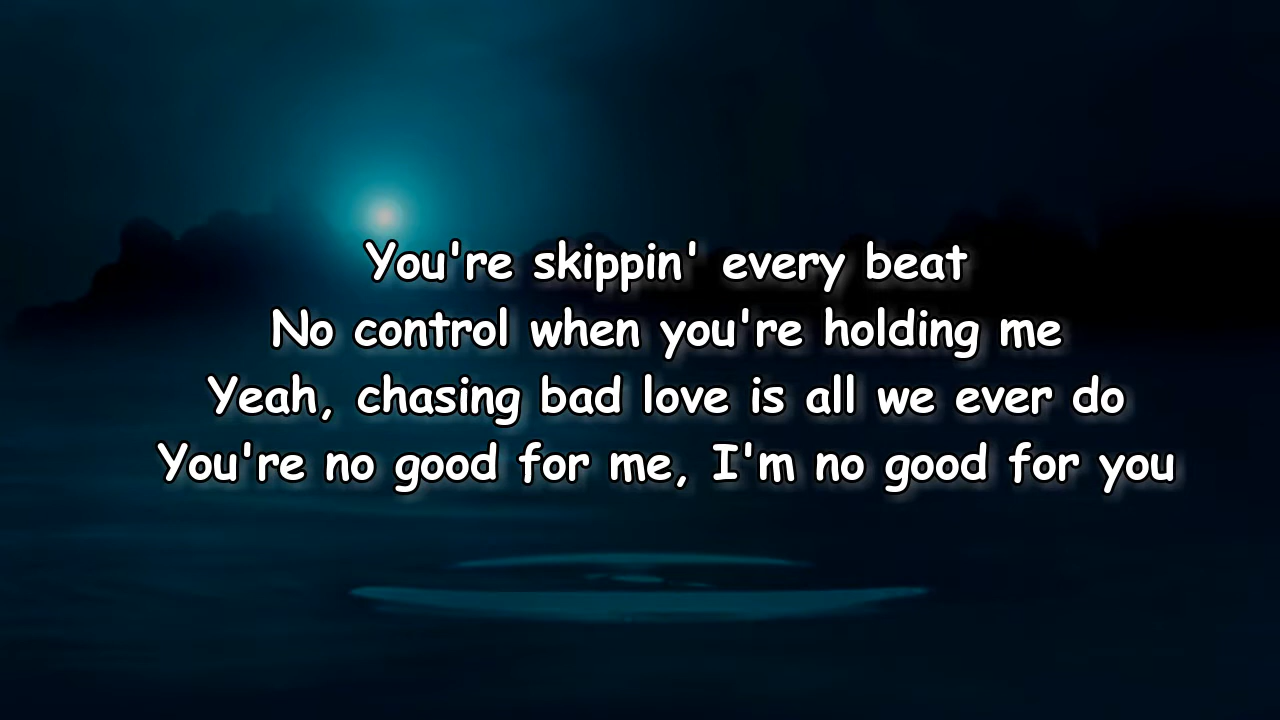 You're skippin' every beat
No control when you're holding me
Yeah, chasing bad love is all we ever do
You're no good for me, I'm no good for you